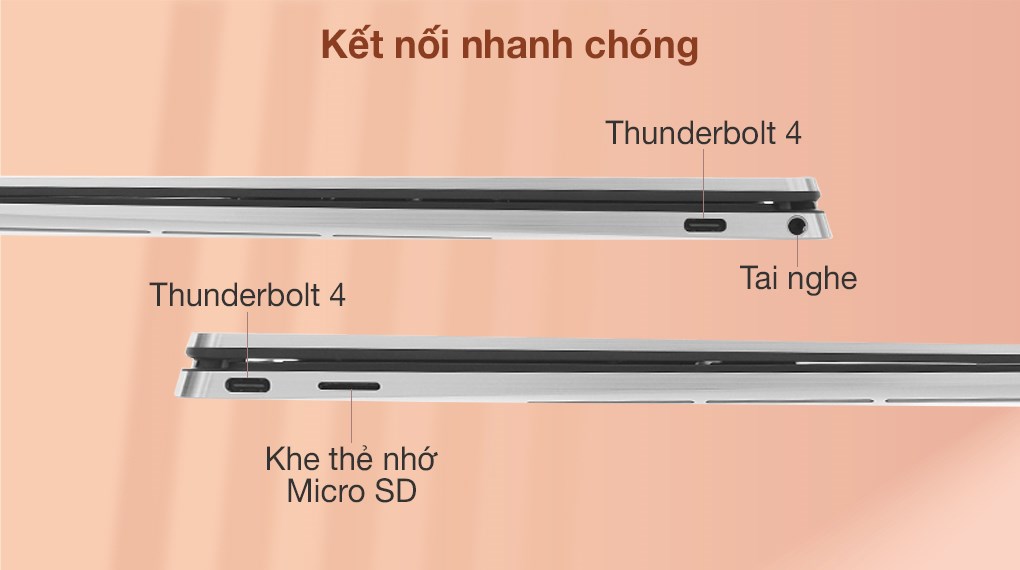 Kết nối nhanh chóng
Thunderbolt 4
Tai nghe
Thunderbolt 4
Khe thẻ nhớ
Micro SD